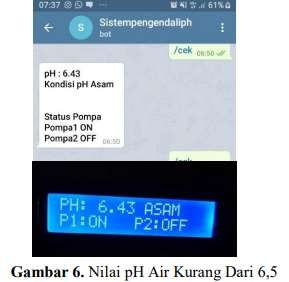 07:37
61%
S
Sistempengendaliph
bot
/cek 06:50
pH : 6.43
Kondisi pH Asam
Status Pompa
Pompa1 ON
Pompa2 OFF 06:50
PH: 6.43 ASAM
P1:ON P2:OFF
Gambar 6. Nilai pH Air Kurang Dari 6,5